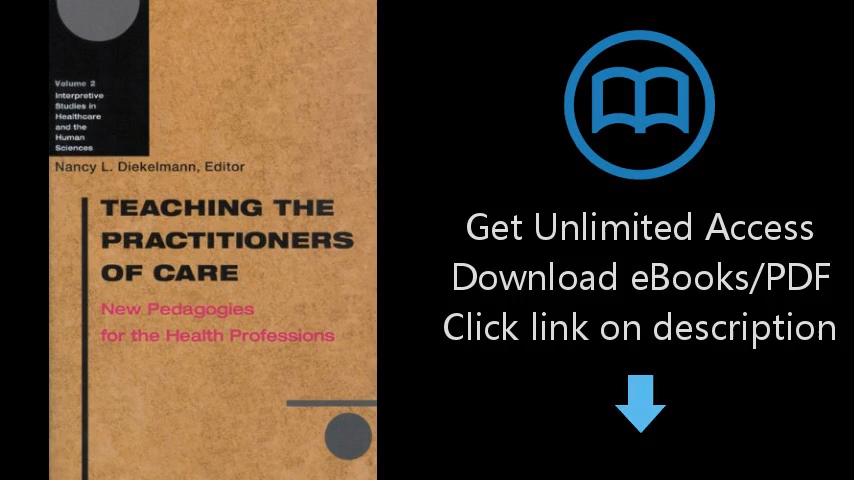 Volume 2
Interpretive
Studies in
Healthcare
and the
Human
Sciences
Nancy L. Diekelmann, Editor
TEACHING THE
PRACTITIONERS
OF CARE
New Pedagogies
for the Health Professions
Get Unlimited Access
Download eBooks/PDF
Click link on description